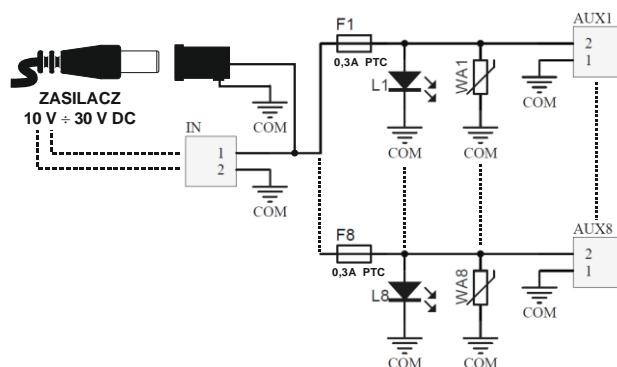 F1
0,3A PTC
AUX1
2
1
L1
WA1
COM
COM
COM
COM
ZASILACZ
10 V ÷ 30 V DC
IN
1
2
COM
F8
0,3A PTC
AUX8
2
1
L8
WA8
COM
COM
COM